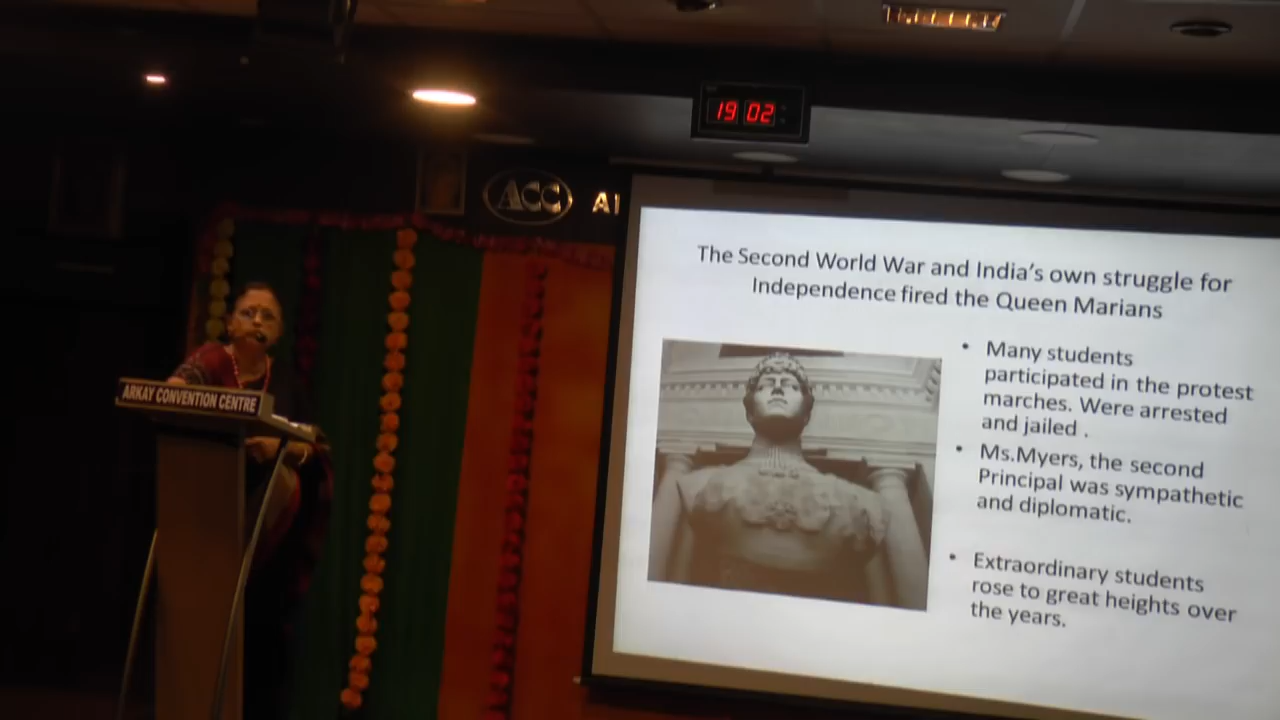 19 02
ACC
ARKAY CONVENTION CENTRE
The Second World War and India's own struggle for
Independence fired the Queen Marians
• Many students
participated in the protest
marches. Were arrested
and jailed .
• Ms.Myers, the second
Principal was sympathetic
and diplomatic.
• Extraordinary students
rose to great heights over
the years.